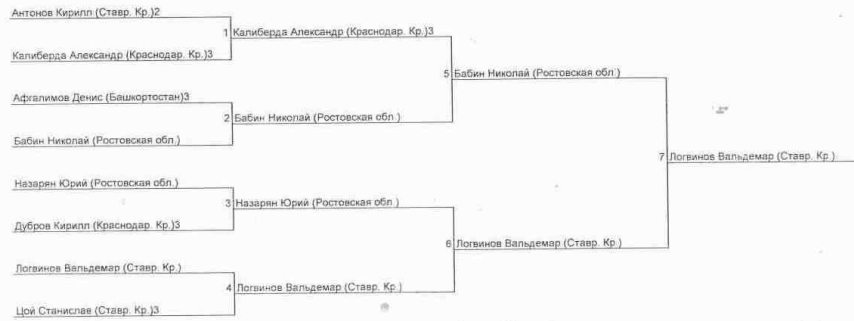 Антонов Кирилл (Ставр. Кр.)2
1 Калиберда Александр (Краснодар. Кр.)3
Калиберда Александр (Краснодар. Кр.)3
5 Бабин Николай (Ростовская обл.)
Афгалимов Денис (Башкортостан)3
2 Бабин Николай (Ростовская обл.)
Бабин Николай (Ростовская обл.)
7 Логвинов Вальдемар (Ставр. Кр.)
Назарян Юрий (Ростовская обл.)
3 Назарян Юрий (Ростовская обл.)
Дубров Кирилл (Краснодар. Кр.)3
6 Логвинов Вальдемар (Ставр. Кр.)
Логвинов Вальдемар (Ставр. Кр.)
4 Логвинов Вальдемар (Ставр. Кр.)
Цой Станислав (Ставр. Кр.)3